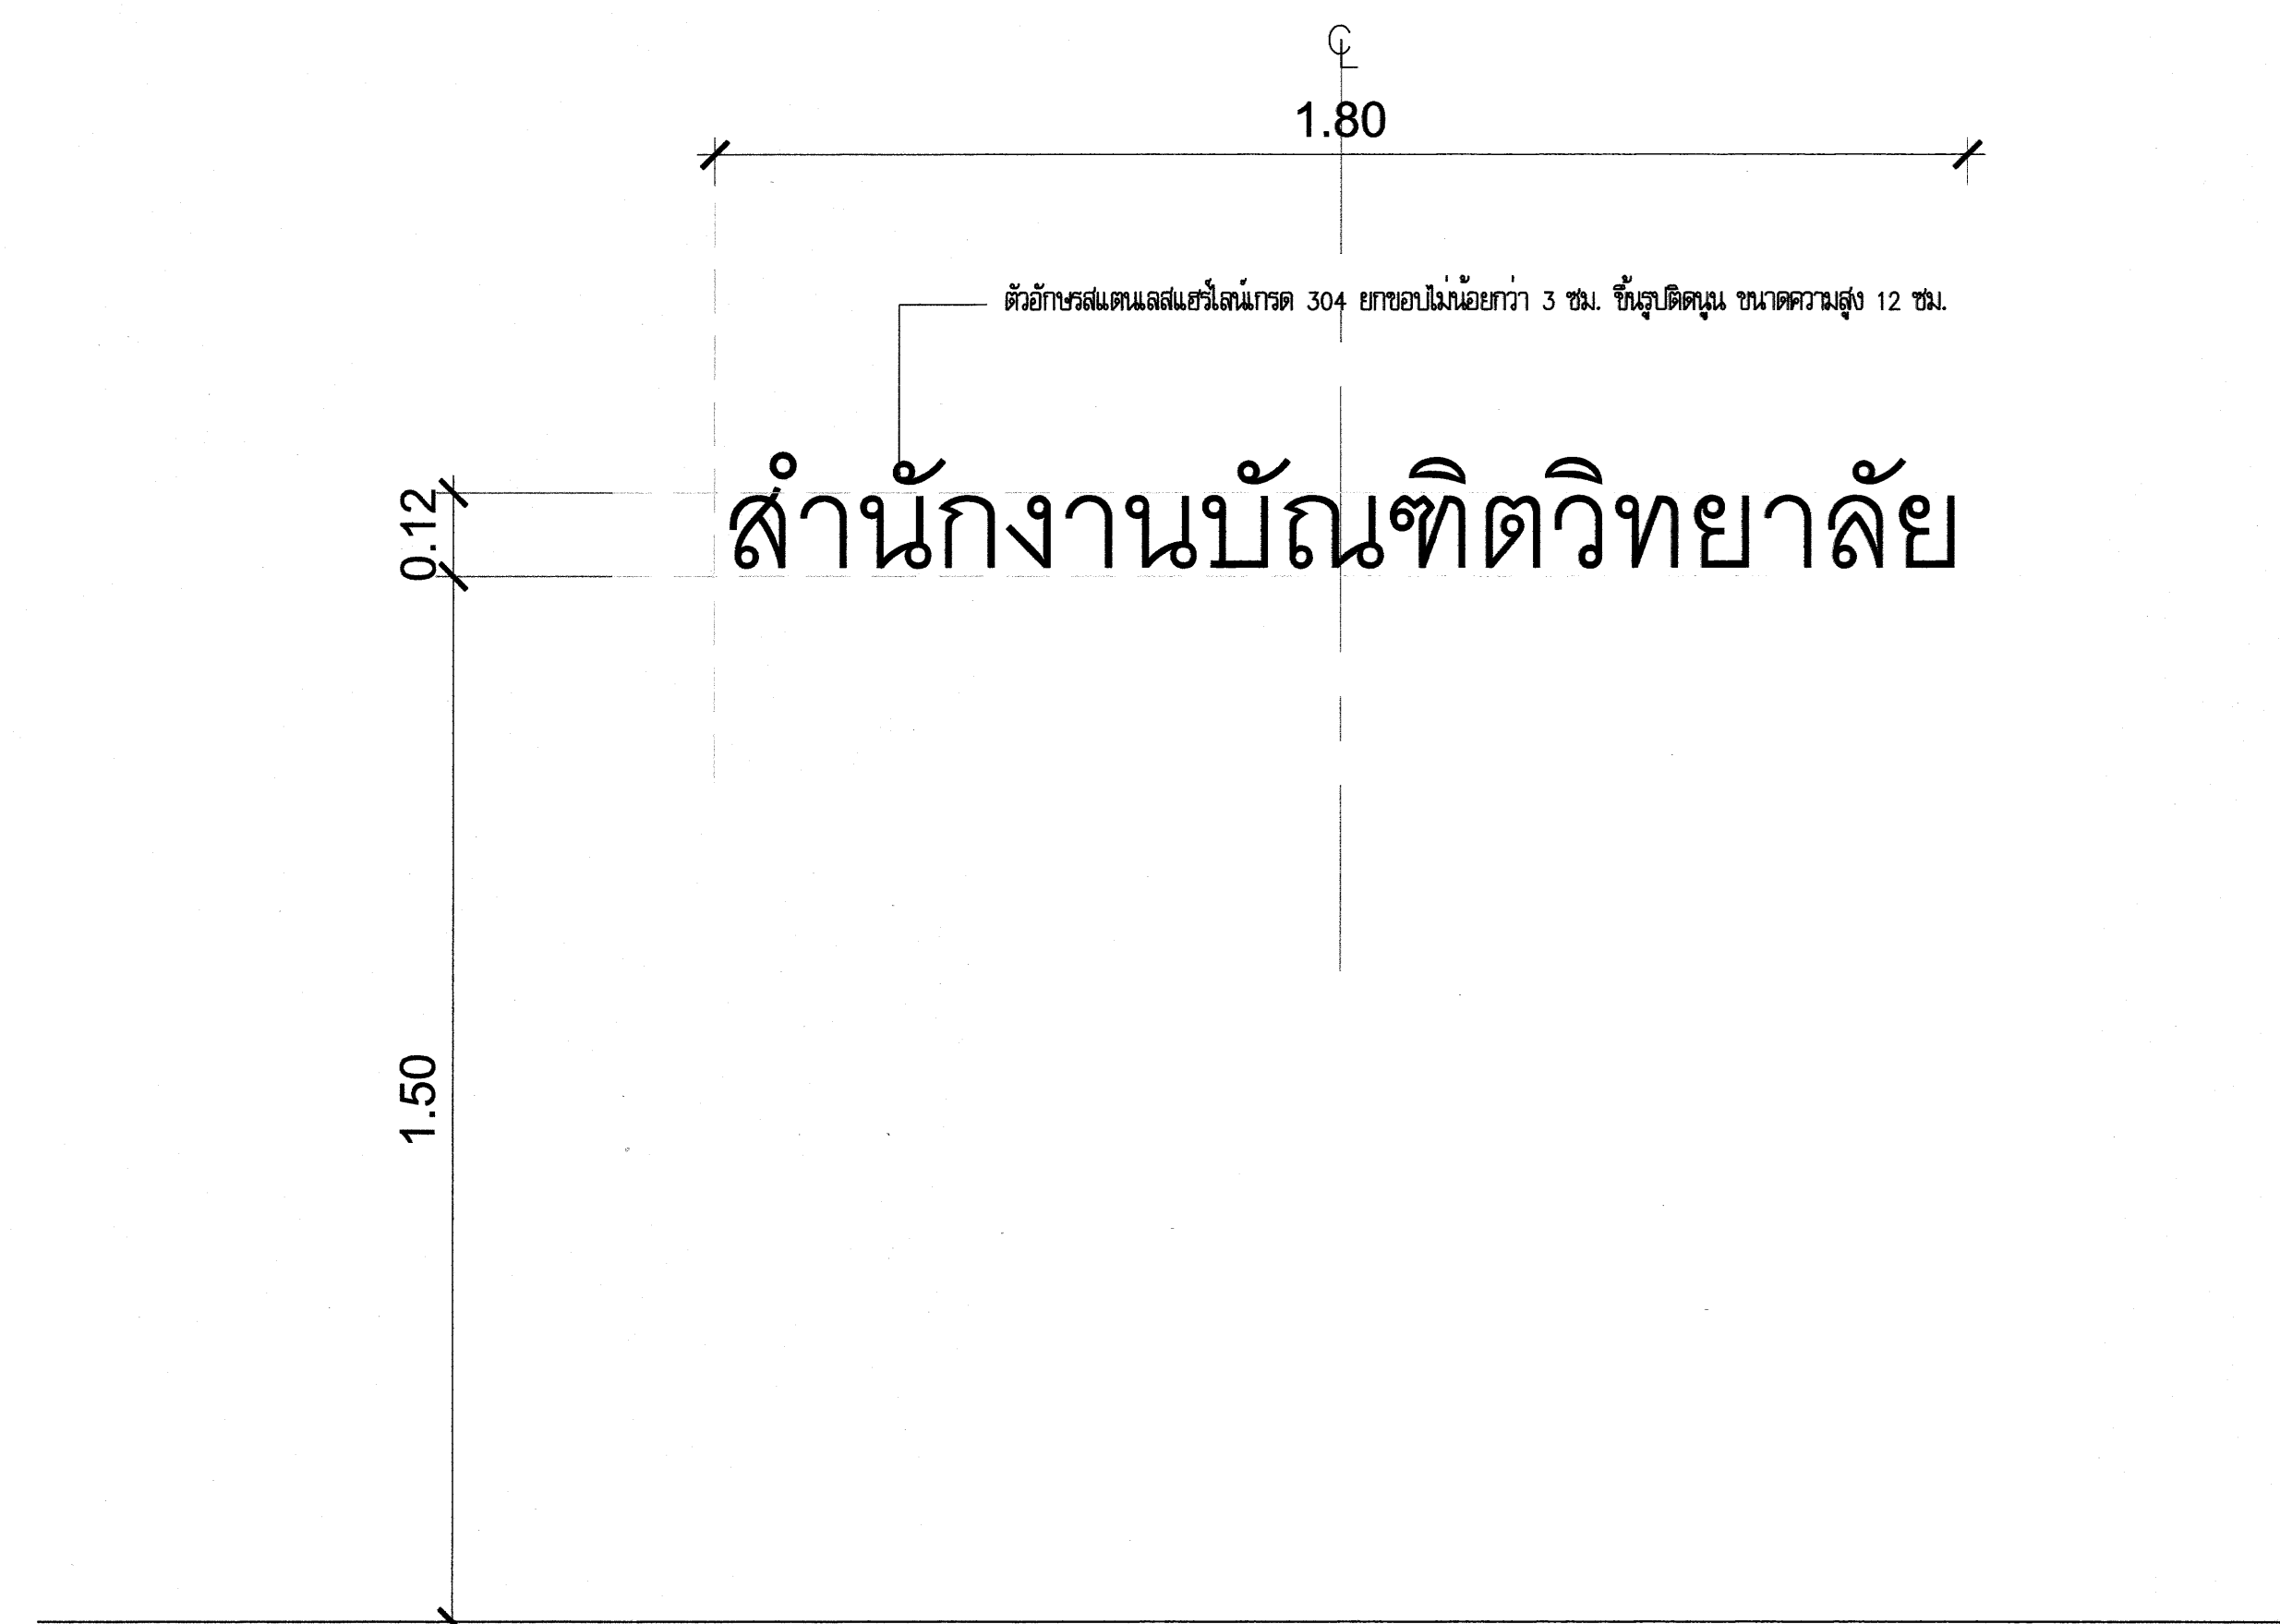 ℄
1.80
ตัวอักษรสแตนเลสแฮร์ไลน์เกรด 304 ยกขอบไม่น้อยกว่า 3 ซม. ขึ้นรูปติดนูน ขนาดความสูง 12 ซม.
0.12
สำนักงานบัณฑิตวิทยาลัย
1.50